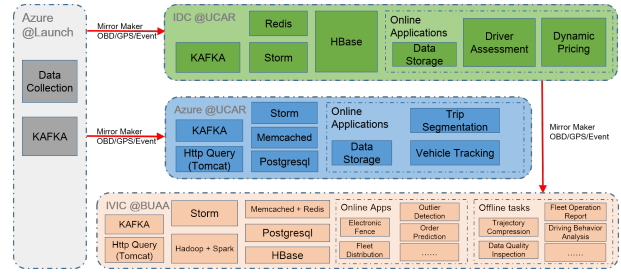 Azure
@Launch
Data
Collection
KAFKA
Mirror Maker
OBD/GPS/Event
Mirror Maker
OBD/GPS/Event
IDC @UCAR
KAFKA
Redis
Storm
HBase
Online
Applications
Data
Storage
Driver
Assessment
Dynamic
Pricing
Azure @UCAR
KAFKA
Http Query
(Tomcat)
Storm
Memcached
Postgresql
Online
Applications
Data
Storage
Trip
Segmentation
Vehicle Tracking
Mirror Maker
OBD/GPS/Event
IVIC @BUAA
KAFKA
Http Query
(Tomcat)
Storm
Hadoop + Spark
Memcached + Redis
Postgresql
HBase
Online Apps
Electronic
Fence
Fleet
Distribution
Outlier
Detection
Order
Prediction
......
Offline tasks
Trajectory
Compression
Data Quality
Inspection
Fleet Operation
Report
Driving Behavior
Analysis
......